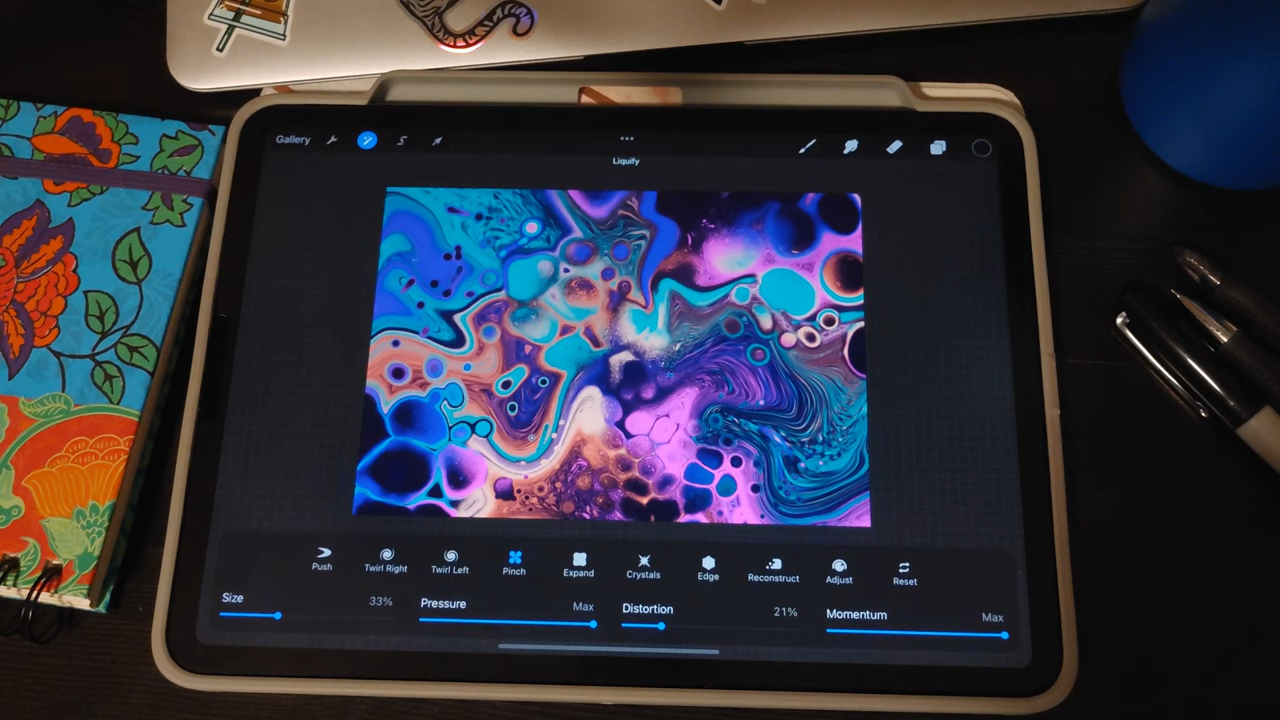 Gallery
Liquify
Push Twirl Right Twirl Left Pinch Expand Crystals Edge Reconstruct Adjust Reset
Size 33% Pressure Max Distortion 21% Momentum Max